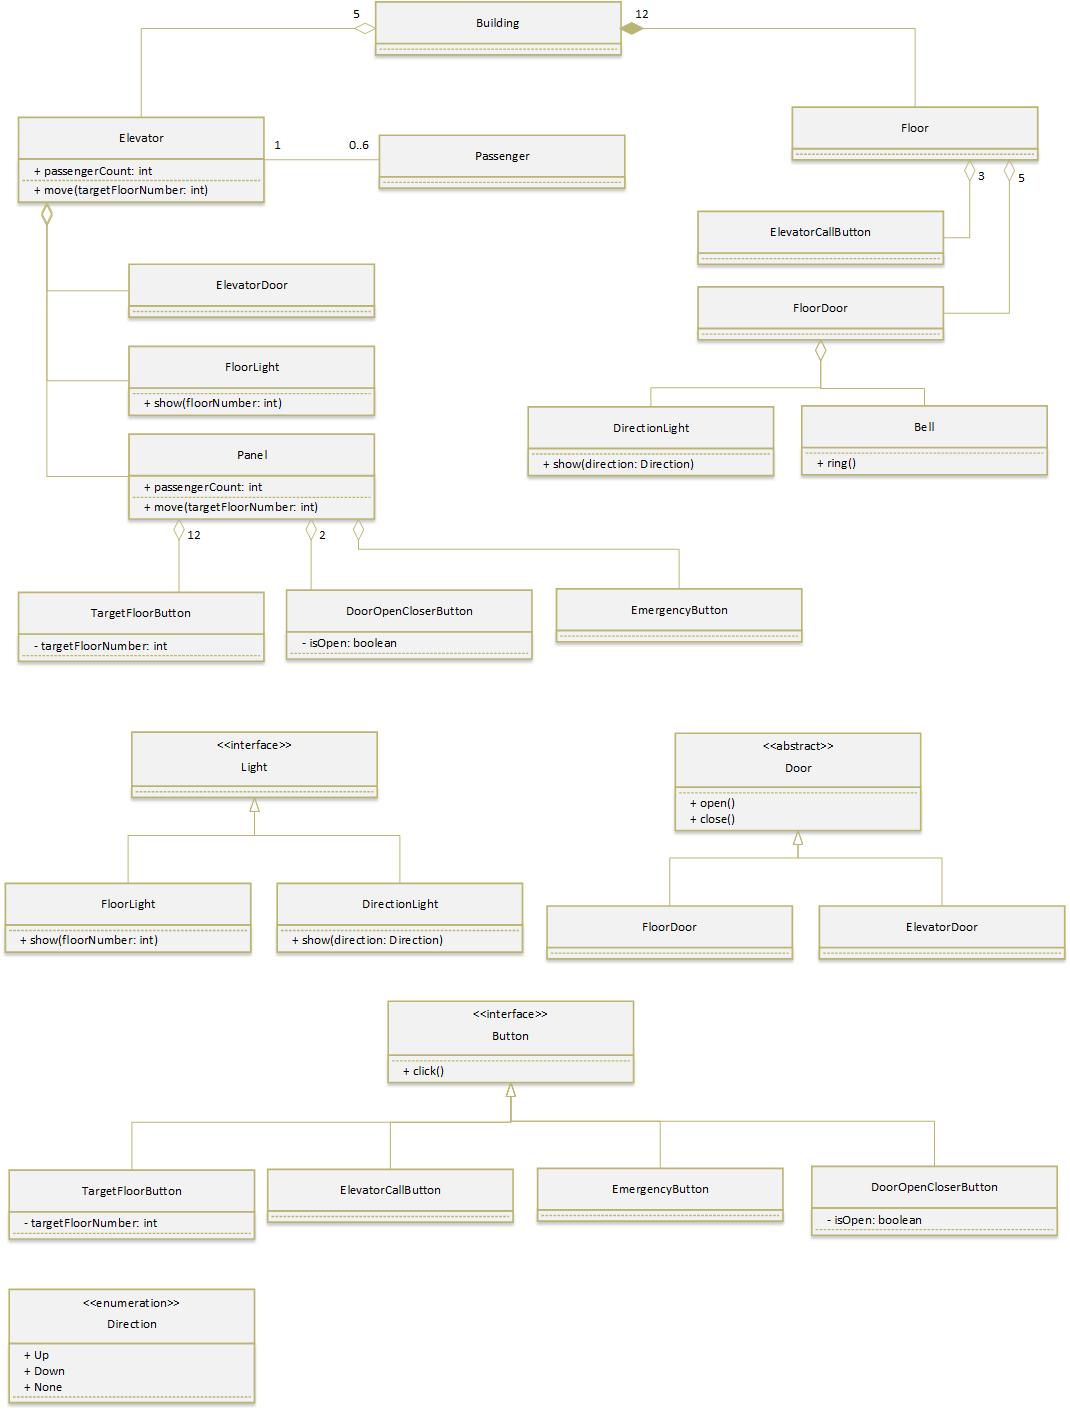 5
Building
12
Elevator
+ passengerCount: int
+ move(targetFloorNumber: int)
1
0..6
Passenger
Floor
3
5
ElevatorCallButton
ElevatorDoor
FloorDoor
FloorLight
+ show(floorNumber: int)
DirectionLight
+ show(direction: Direction)
Bell
+ ring()
Panel
+ passengerCount: int
+ move(targetFloorNumber: int)
12
2
TargetFloorButton
- targetFloorNumber: int
DoorOpenCloserButton
- isOpen: boolean
EmergencyButton
<<interface>>
Light
<<abstract>>
Door
+ open()
+ close()
FloorLight
+ show(floorNumber: int)
DirectionLight
+ show(direction: Direction)
FloorDoor
ElevatorDoor
<<interface>>
Button
+ click()
TargetFloorButton
- targetFloorNumber: int
ElevatorCallButton
EmergencyButton
DoorOpenCloserButton
- isOpen: boolean
<<enumeration>>
Direction
+ Up
+ Down
+ None